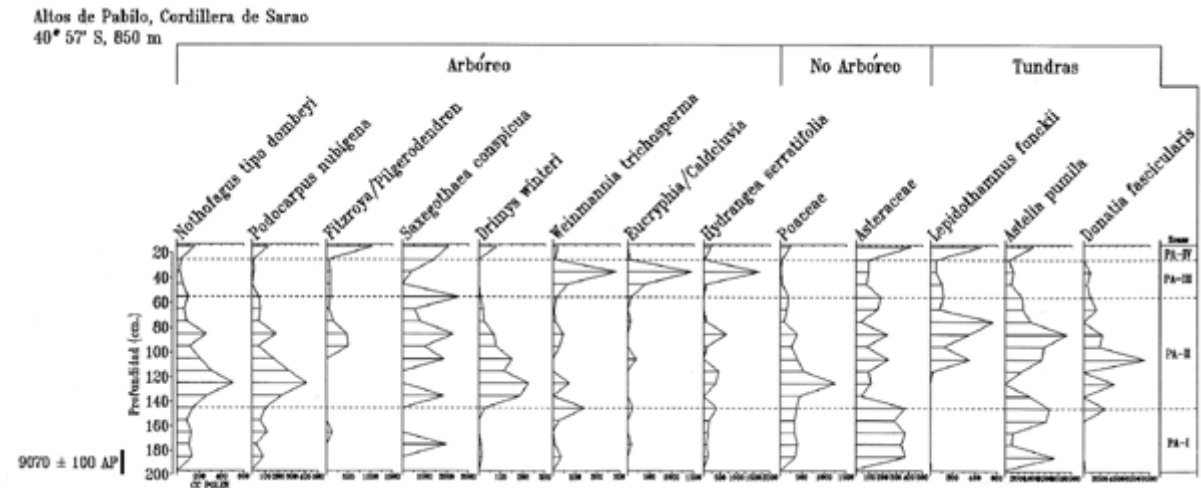 Altos de Pabilo, Cordillera de Sarao
40° 57' S, 850 m
Arbóreo
No Arbóreo
Tundras
Nothofagus tipo dombeyi
Podocarpus nubigena
Fitzroya/Pilgerodendron
Saxegothaea conspicua
Drimys winteri
Weinmannia trichosperma
Eucryphia/Caldcluvia
Hydrangea serratifolia
Poaceae
Asteraceae
Lepidothamnus fonckii
Astelia pumila
Donatia fascicularis
Zonas
20
40
60
80
100
120
140
160
180
200
Profundidad (cm.)
PA-IV
PA-III
PA-II
PA-I
9070 ± 100 AP
CC POLEN